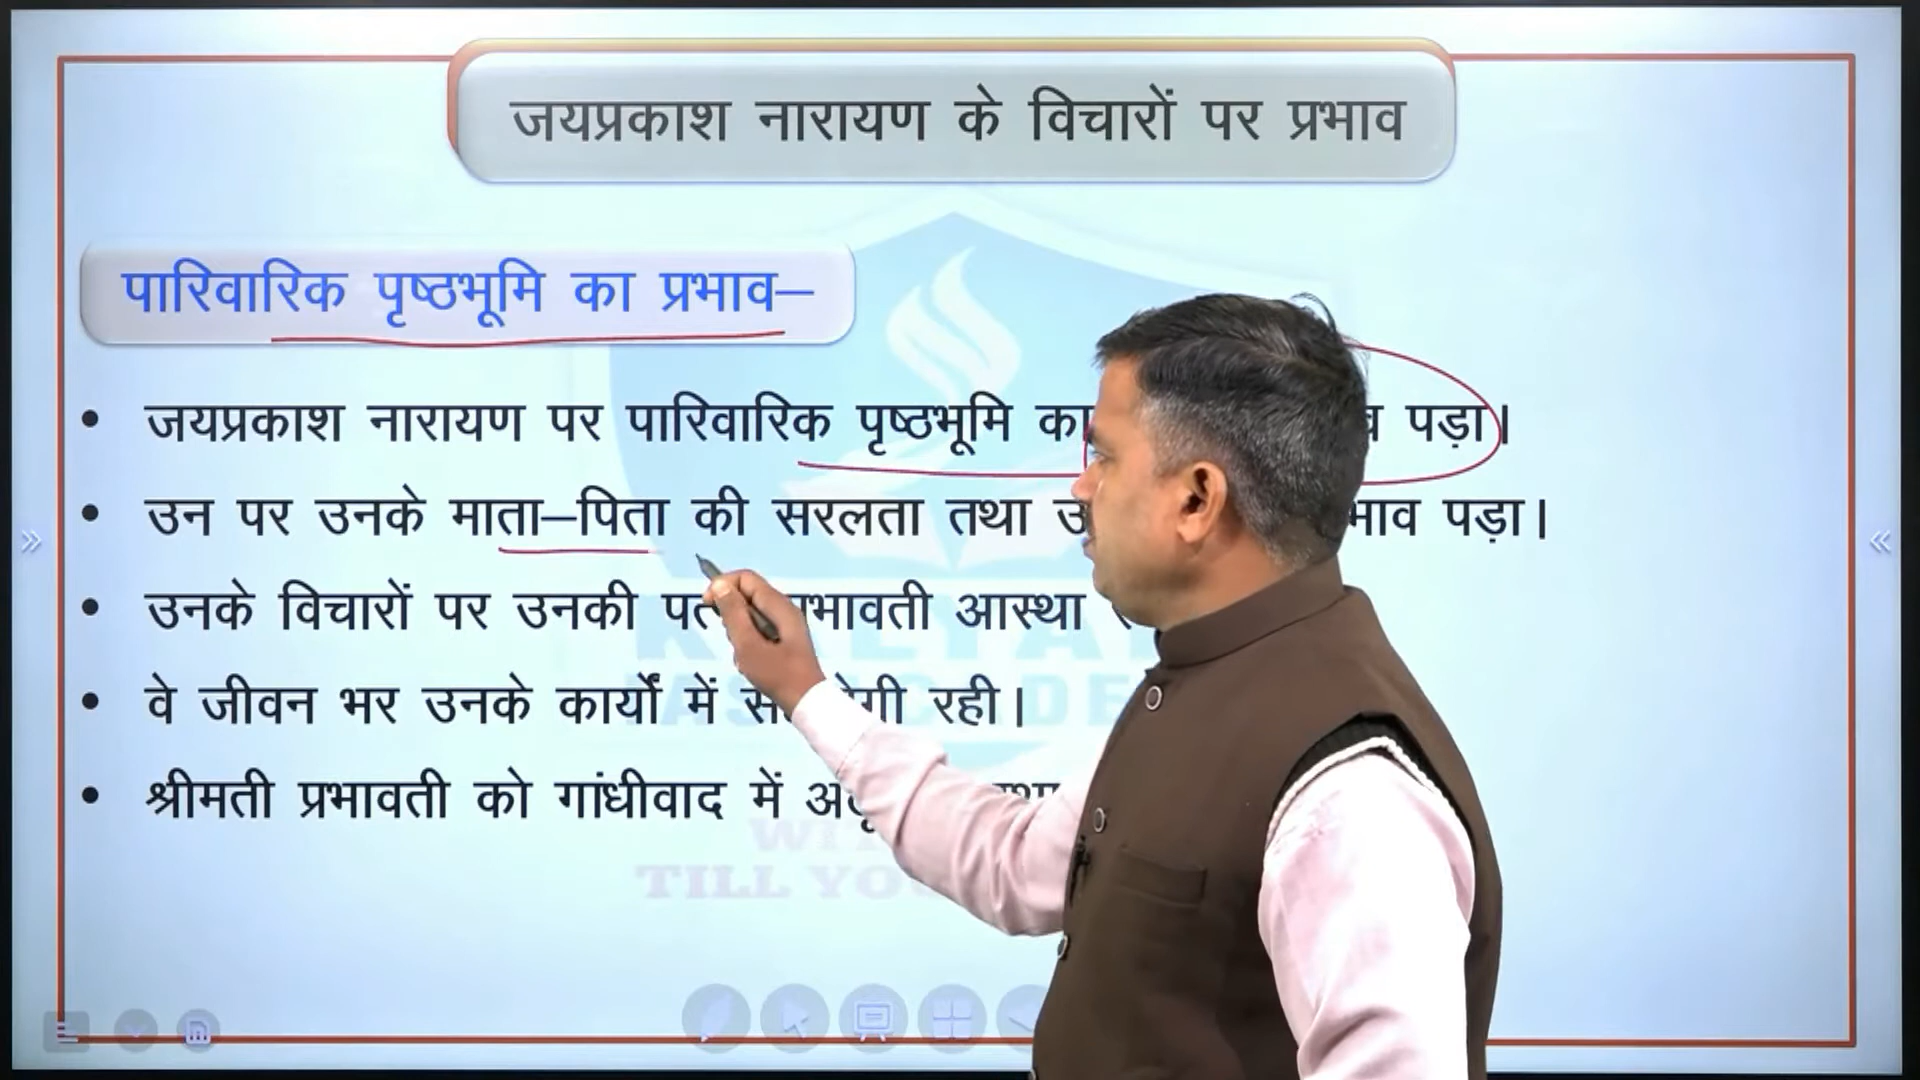 जयप्रकाश नारायण के विचारों पर प्रभाव
पारिवारिक पृष्ठभूमि का प्रभाव–
• जयप्रकाश नारायण पर पारिवारिक पृष्ठभूमि का पड़ा।
• उन पर उनके माता–पिता की सरलता तथा पड़ा।
• उनके विचारों पर उनकी आस्था
• वे जीवन भर उनके कार्यों में रही।
• श्रीमती प्रभावती को गांधीवाद में
TILL